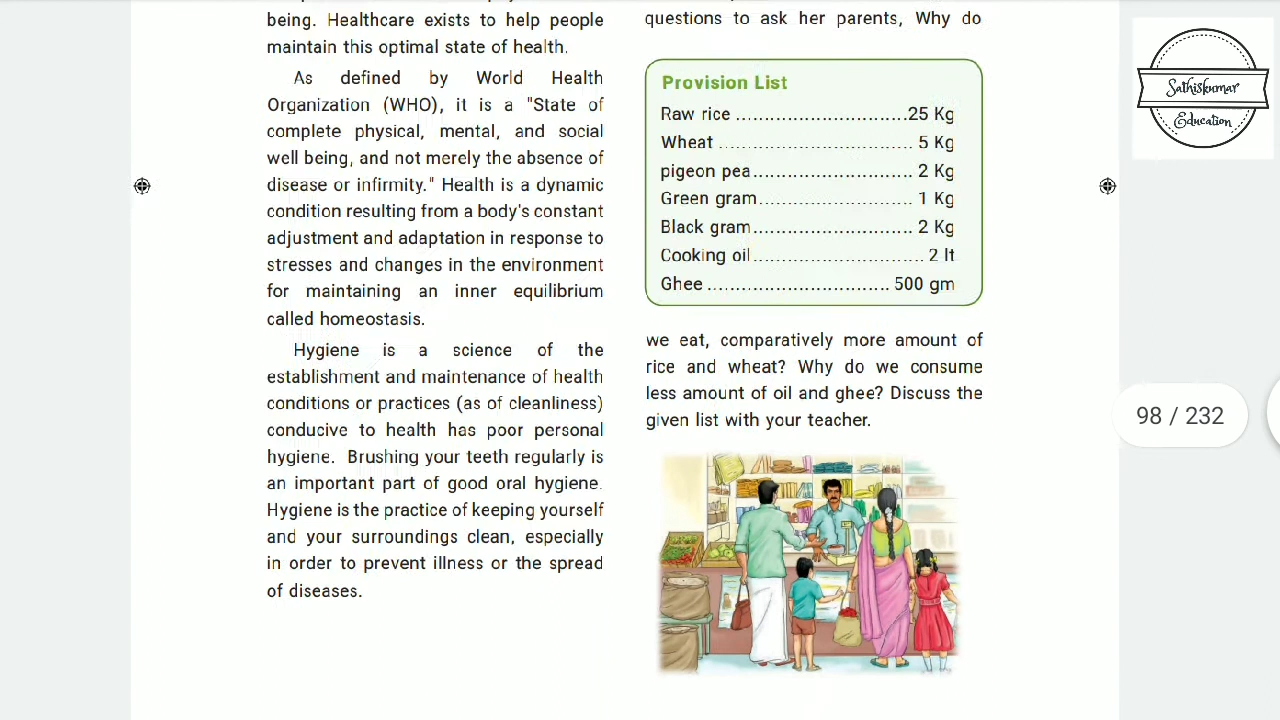 being. Healthcare exists to help people
maintain this optimal state of health.
As defined by World Health
Organization (WHO), it is a "State of
complete physical, mental, and social
well being, and not merely the absence of
disease or infirmity." Health is a dynamic
condition resulting from a body's constant
adjustment and adaptation in response to
stresses and changes in the environment
for maintaining an inner equilibrium
called homeostasis.
Hygiene is a science of the
establishment and maintenance of health
conditions or practices (as of cleanliness)
conducive to health has poor personal
hygiene. Brushing your teeth regularly is
an important part of good oral hygiene.
Hygiene is the practice of keeping yourself
and your surroundings clean, especially
in order to prevent illness or the spread
of diseases.
questions to ask her parents, Why do
Provision List
Raw rice ..............................25 Kg
Wheat .................................. 5 Kg
pigeon pea............................ 2 Kg
Green gram........................... 1 Kg
Black gram............................ 2 Kg
Cooking oil.............................. 2 lt
Ghee ................................ 500 gm
we eat, comparatively more amount of
rice and wheat? Why do we consume
less amount of oil and ghee? Discuss the
given list with your teacher.
Sathiskumar
Education
98 / 232